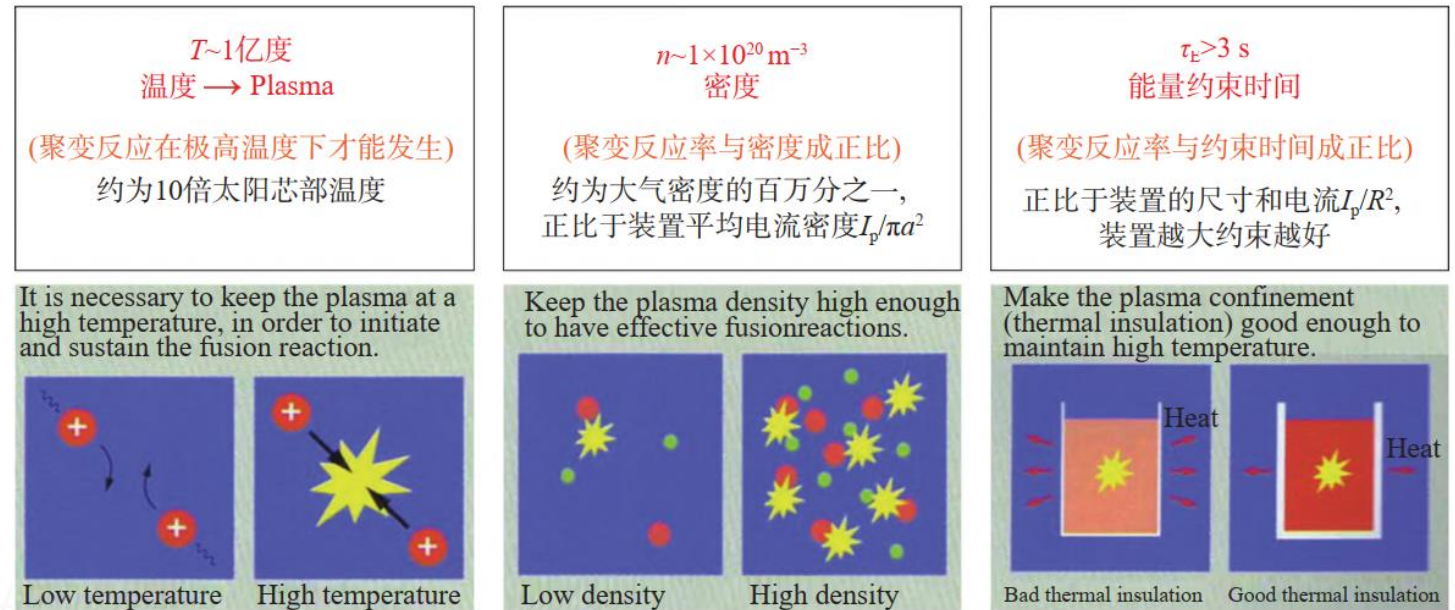 T~1亿度
温度 → Plasma
(聚变反应在极高温度下才能发生)
约为10倍太阳芯部温度
n~1×10²⁰ m⁻³
密度
(聚变反应率与密度成正比)
约为大气密度的百万分之一,
正比于装置平均电流密度Iₚ/πa²
τ_E>3 s
能量约束时间
(聚变反应率与约束时间成正比)
正比于装置的尺寸和电流Iₚ/R²,
装置越大约束越好
It is necessary to keep the plasma at a
high temperature, in order to initiate
and sustain the fusion reaction.
Low temperature
High temperature
Keep the plasma density high enough
to have effective fusionreactions.
Low density
High density
Make the plasma confinement
(thermal insulation) good enough to
maintain high temperature.
Heat
Heat
Bad thermal insulation
Good thermal insulation